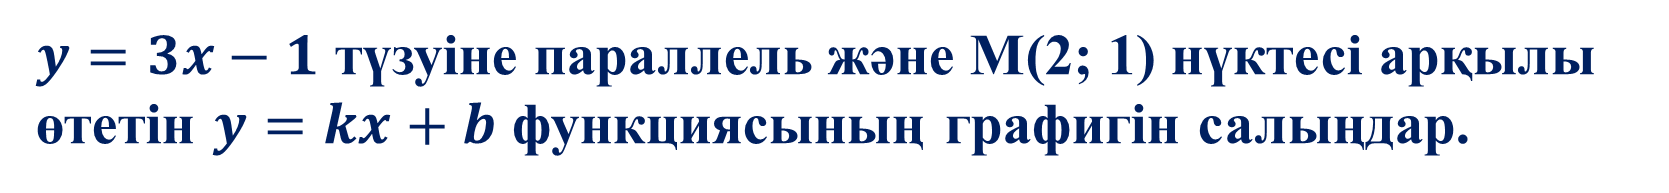 y = 3x − 1 түзуіне параллель және М(2; 1) нүктесі арқылы
өтетін y = kx + b функциясының графигін салыңдар.